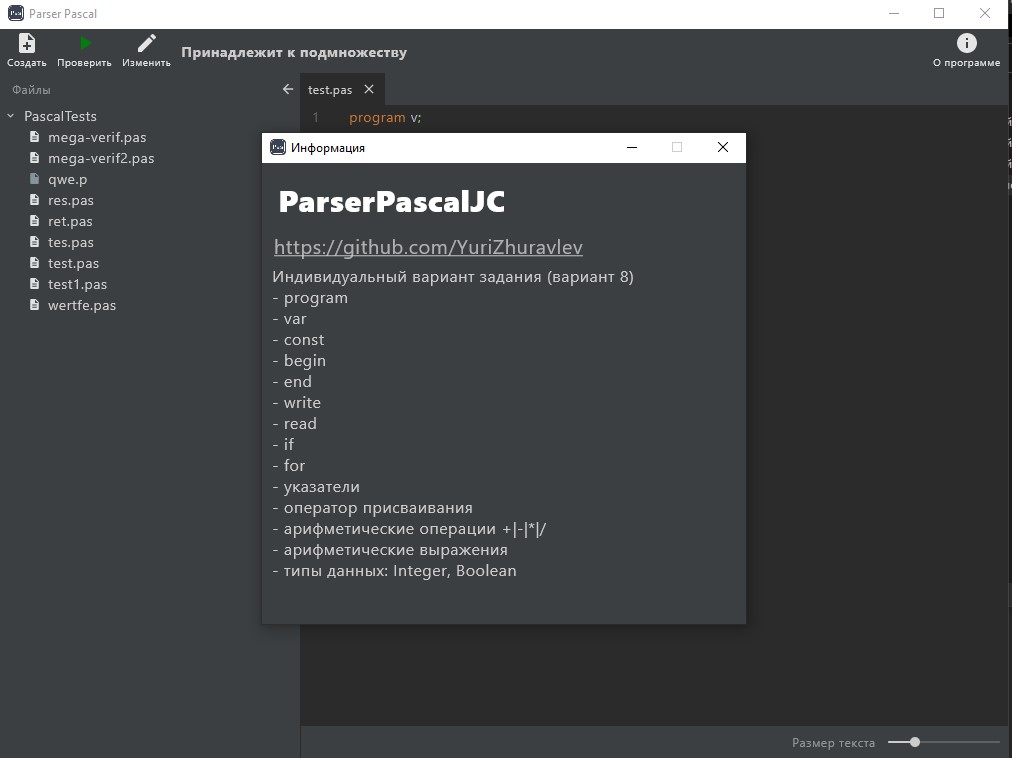 Parser Pascal
Создать
Проверить
Изменить
Принадлежит к подмножеству
О программе
Файлы
test.pas
PascalTests
mega-verif.pas
mega-verif2.pas
qwe.p
res.pas
ret.pas
tes.pas
test.pas
test1.pas
wertfe.pas
1 program v;
Информация
ParserPascalJC
https://github.com/YuriZhuravlev
Индивидуальный вариант задания (вариант 8)
- program
- var
- const
- begin
- end
- write
- read
- if
- for
- указатели
- оператор присваивания
- арифметические операции +|-|*|/
- арифметические выражения
- типы данных: Integer, Boolean
Размер текста